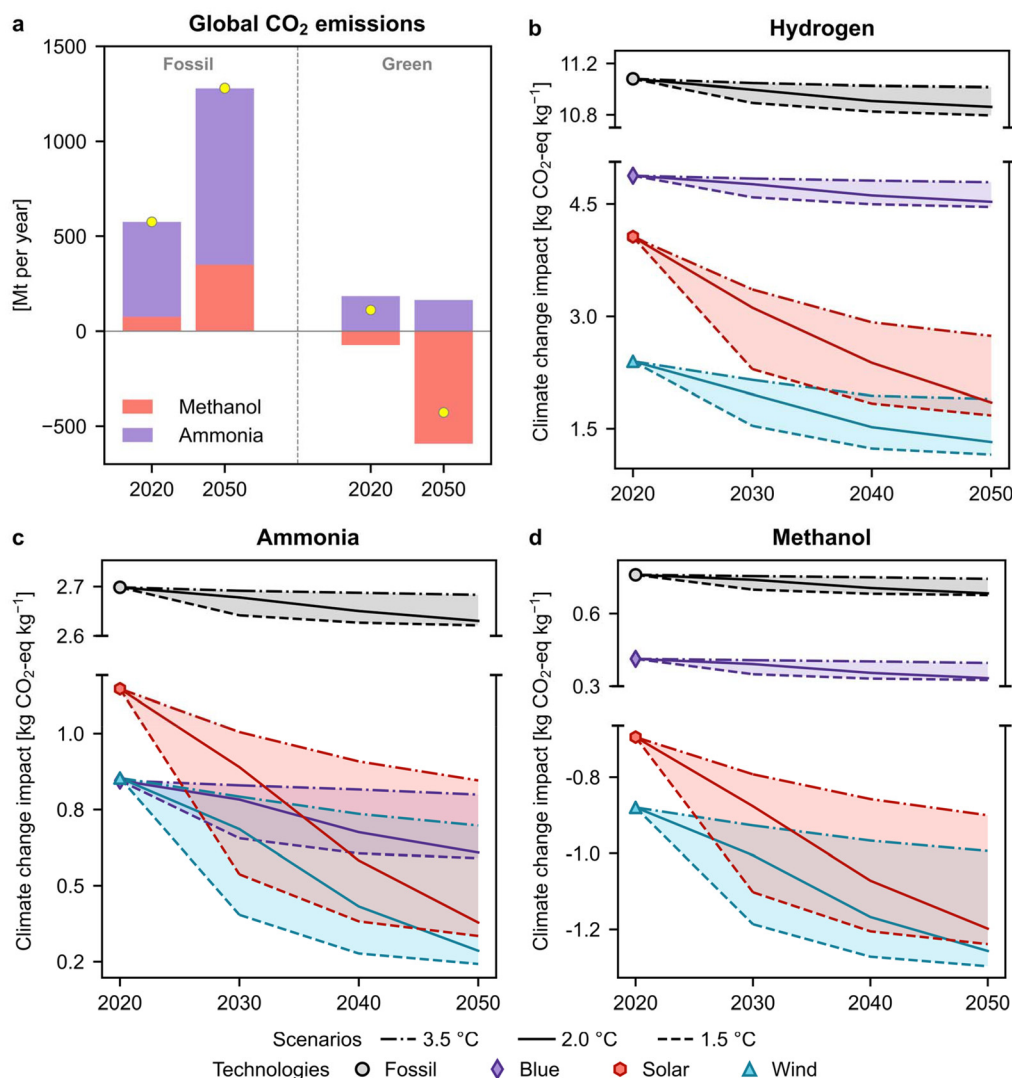 a
Global CO₂ emissions
[Mt per year]
1500
1000
500
0
−500
Fossil
Green
Methanol
Ammonia
2020
2050
2020
2050
b
Hydrogen
Climate change impact [kg CO₂-eq kg⁻¹]
11.2
10.8
4.5
3.0
1.5
2020
2030
2040
2050
c
Ammonia
Climate change impact [kg CO₂-eq kg⁻¹]
2.7
2.6
1.0
0.8
0.5
0.2
2020
2030
2040
2050
d
Methanol
Climate change impact [kg CO₂-eq kg⁻¹]
0.6
0.3
-0.8
-1.0
-1.2
2020
2030
2040
2050
Scenarios 3.5 °C 2.0 °C 1.5 °C
Technologies Fossil Blue Solar Wind